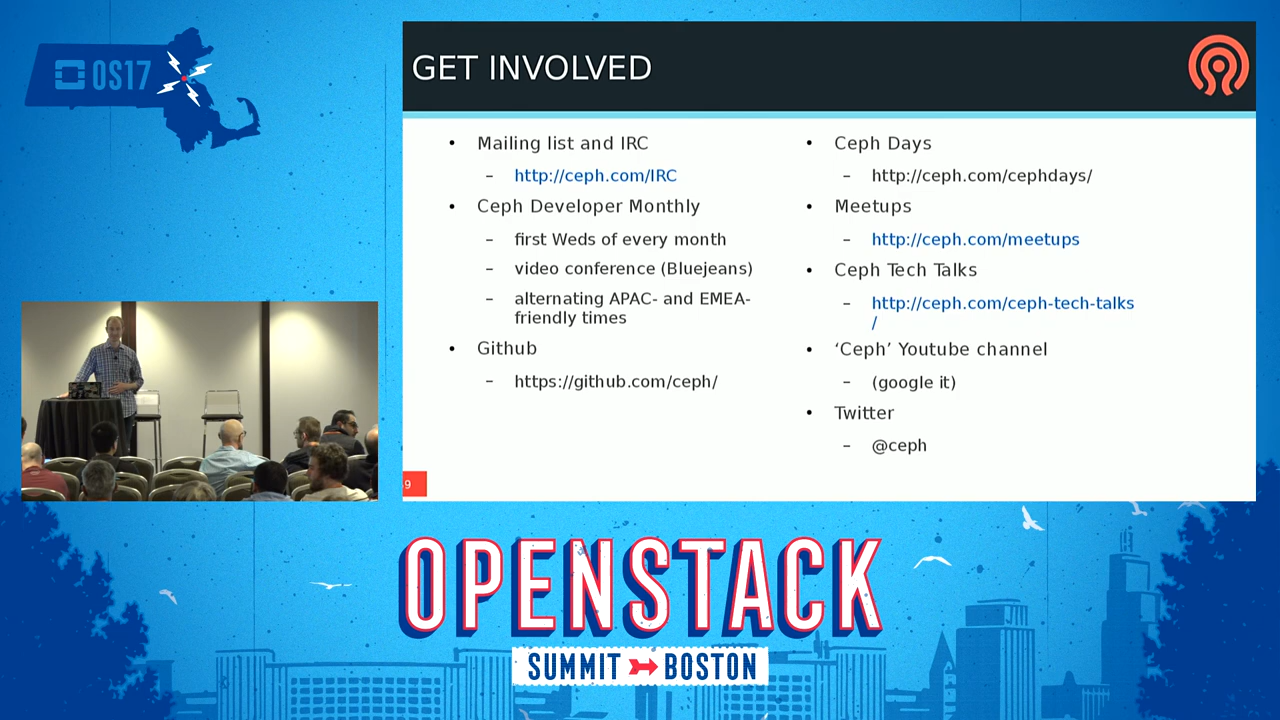 OS17
GET INVOLVED
• Mailing list and IRC
– http://ceph.com/IRC
• Ceph Developer Monthly
– first Weds of every month
– video conference (Bluejeans)
– alternating APAC- and EMEA-
friendly times
• Github
– https://github.com/ceph/
• Ceph Days
– http://ceph.com/cephdays/
• Meetups
– http://ceph.com/meetups
• Ceph Tech Talks
– http://ceph.com/ceph-tech-talks
/
• ‘Ceph’ Youtube channel
– (google it)
• Twitter
– @ceph
9
OPENSTACK
SUMMIT BOSTON